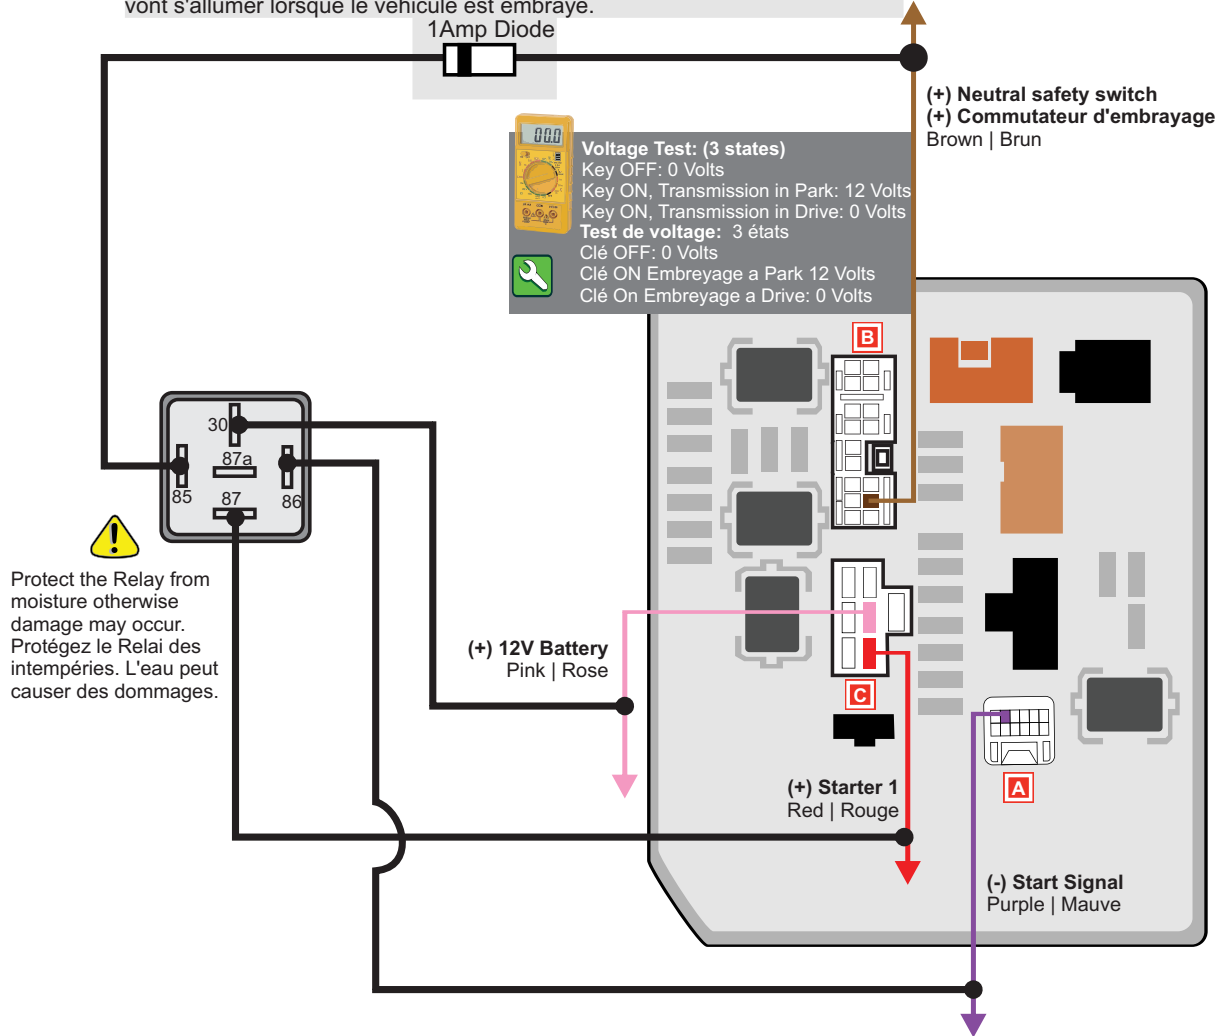 vont s'allumer lorsque le véhicule est embrayé.
1Amp Diode
(+) Neutral safety switch
(+) Commutateur d'embrayage
Brown | Brun
00.0
Voltage Test: (3 states)
Key OFF: 0 Volts
Key ON, Transmission in Park: 12 Volts
Key ON, Transmission in Drive: 0 Volts
Test de voltage: 3 états
Clé OFF: 0 Volts
Clé ON Embreyage a Park 12 Volts
Clé On Embreyage a Drive: 0 Volts
B
30
87a
85
87
86
Protect the Relay from
moisture otherwise
damage may occur.
Protégez le Relai des
intempéries. L'eau peut
causer des dommages.
(+) 12V Battery
Pink | Rose
C
A
(+) Starter 1
Red | Rouge
(-) Start Signal
Purple | Mauve